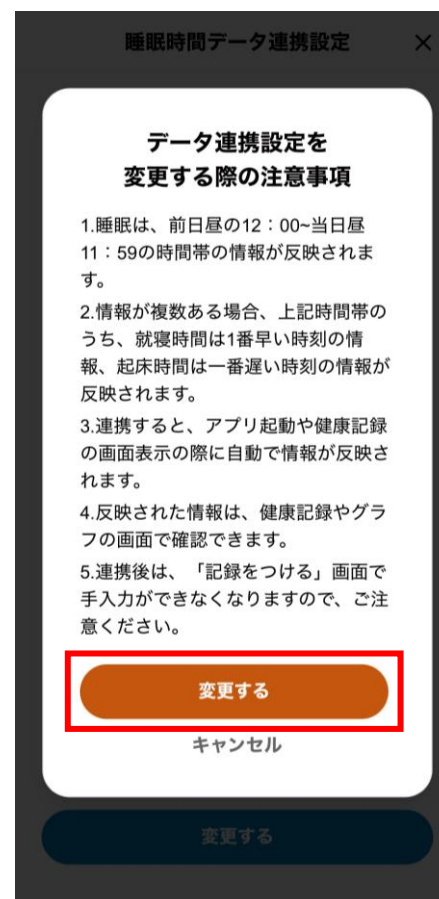 睡眠時間データ連携設定 ×
データ連携設定を
変更する際の注意事項
1.睡眠は、前日昼の12：00~当日昼
11：59の時間帯の情報が反映されま
す。
2.情報が複数ある場合、上記時間帯の
うち、就寝時間は1番早い時刻の情
報、起床時間は一番遅い時刻の情報が
反映されます。
3.連携すると、アプリ起動や健康記録
の画面表示の際に自動で情報が反映さ
れます。
4.反映された情報は、健康記録やグラ
フの画面で確認できます。
5.連携後は、「記録をつける」画面で
手入力ができなくなりますので、ご注
意ください。
変更する
キャンセル
変更する